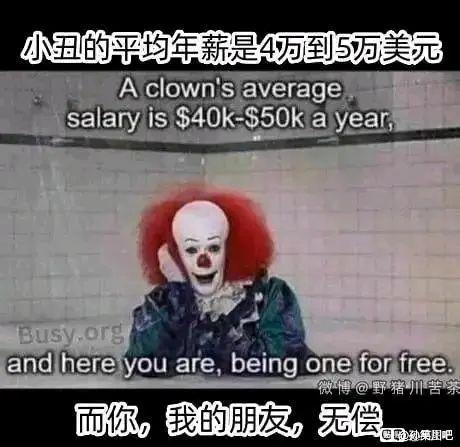 小丑的平均年薪是4万到5万美元
A clown's average
salary is $40k-$50k a year,
Busy.org
and here you are, being one for free.
微博@野猪川苦茶
而你，我的朋友，无偿